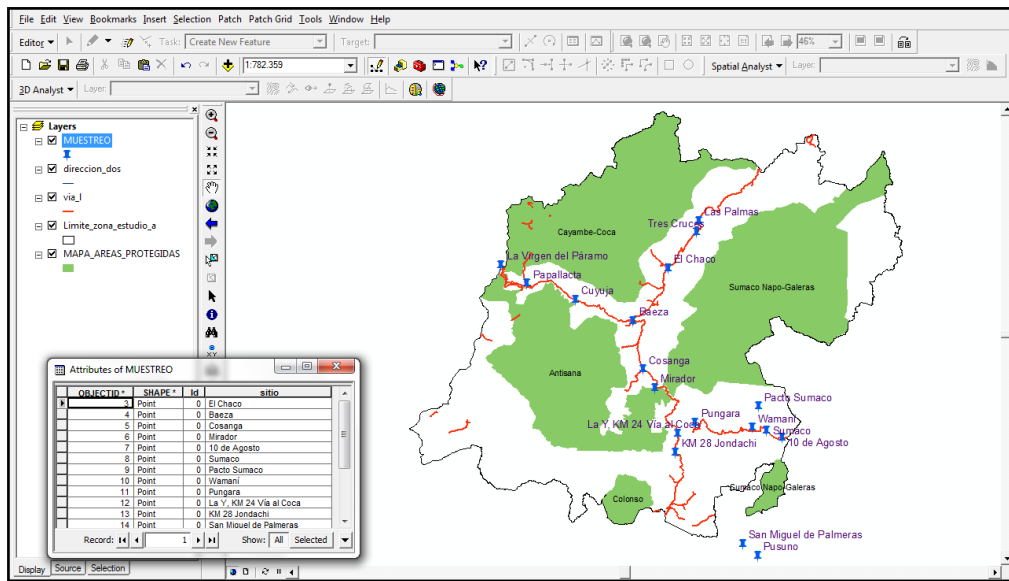 File Edit View Bookmarks Insert Selection Patch Patch Grid Tools Window Help
Editor Task: Create New Feature Target: 46%
1:782.359 Spatial Analyst Layer:
3D Analyst Layer:
Layers
MUESTREO
direccion_dos
via_l
Limite_zona_estudio_a
MAPA_AREAS_PROTEGIDAS
Las Palmas
Tres Cruces
Cayambe-Coca
La Virgen del Páramo
El Chaco
Papallacta
Cuyuja
Sumaco Napo-Galeras
Baeza
Cosanga
Antisana
Mirador
Pacto Sumaco
Pungara
Wamani
La Y, KM 24 Vía al Coca
Sumaco
10 de Agosto
KM 28 Jondachi
Sumaco Napo-Galeras
Colonso
San Miguel de Palmeras
Pusuno
Attributes of MUESTREO
OBJECTID * SHAPE * Id sitio
3 Point 0 El Chaco
4 Point 0 Baeza
5 Point 0 Cosanga
6 Point 0 Mirador
7 Point 0 10 de Agosto
8 Point 0 Sumaco
9 Point 0 Pacto Sumaco
10 Point 0 Wamaní
11 Point 0 Pungara
12 Point 0 La Y, KM 24 Vía al Coca
13 Point 0 KM 28 Jondachi
14 Point 0 San Miguel de Palmeras
Record: 1 Show: All Selected
Display Source Selection